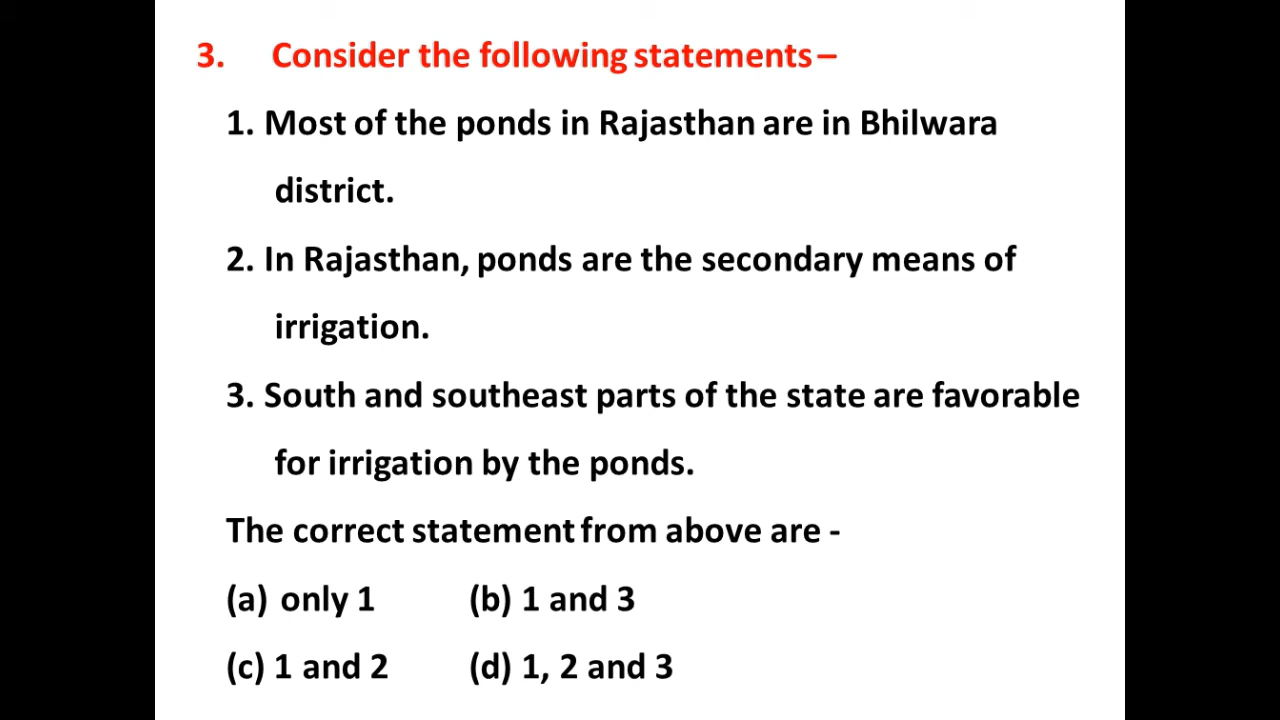 3. Consider the following statements –
1. Most of the ponds in Rajasthan are in Bhilwara
district.
2. In Rajasthan, ponds are the secondary means of
irrigation.
3. South and southeast parts of the state are favorable
for irrigation by the ponds.
The correct statement from above are -
(a) only 1 (b) 1 and 3
(c) 1 and 2 (d) 1, 2 and 3